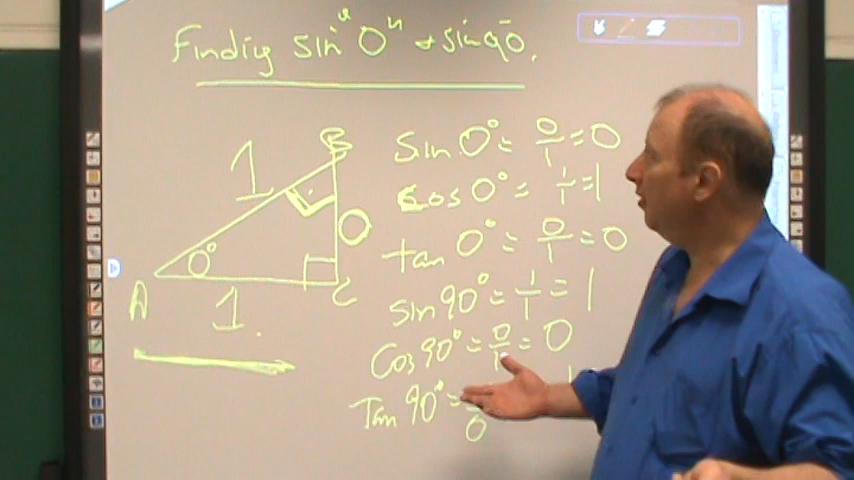 Finding sin 0° + sin 90.
B
1
0
0°
A
1.
C
sin 0° = 0/1 = 0
cos 0° = 1/1 = 1
tan 0° = 0/1 = 0
sin 90° = 1/1 = 1
cos 90° = 0/1 = 0
Tan 90° =
0